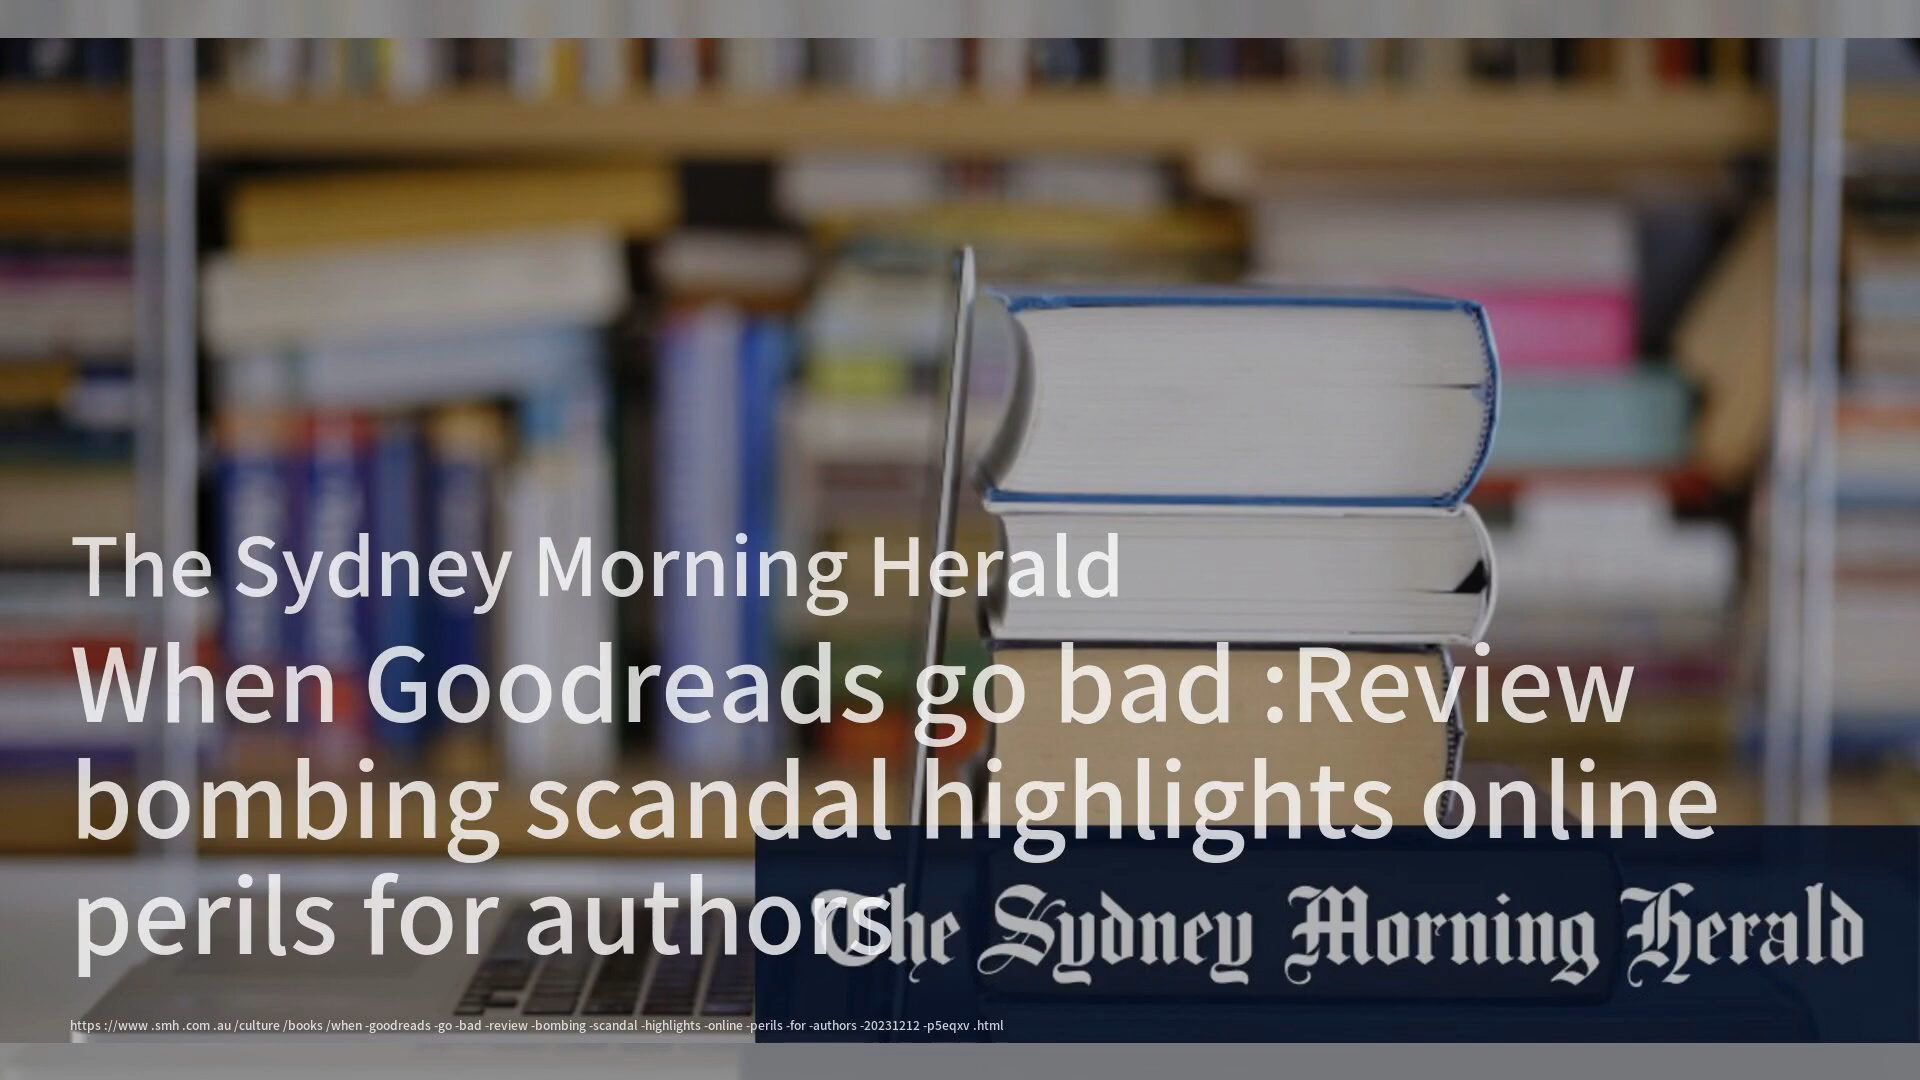 The Sydney Morning Herald
When Goodreads go bad :Review
bombing scandal highlights online
perils for authors
The Sydney Morning Herald
https ://www .smh .com .au /culture /books /when -goodreads -go -bad -review -bombing -scandal -highlights -online -perils -for -authors -20231212 -p5eqxv .html